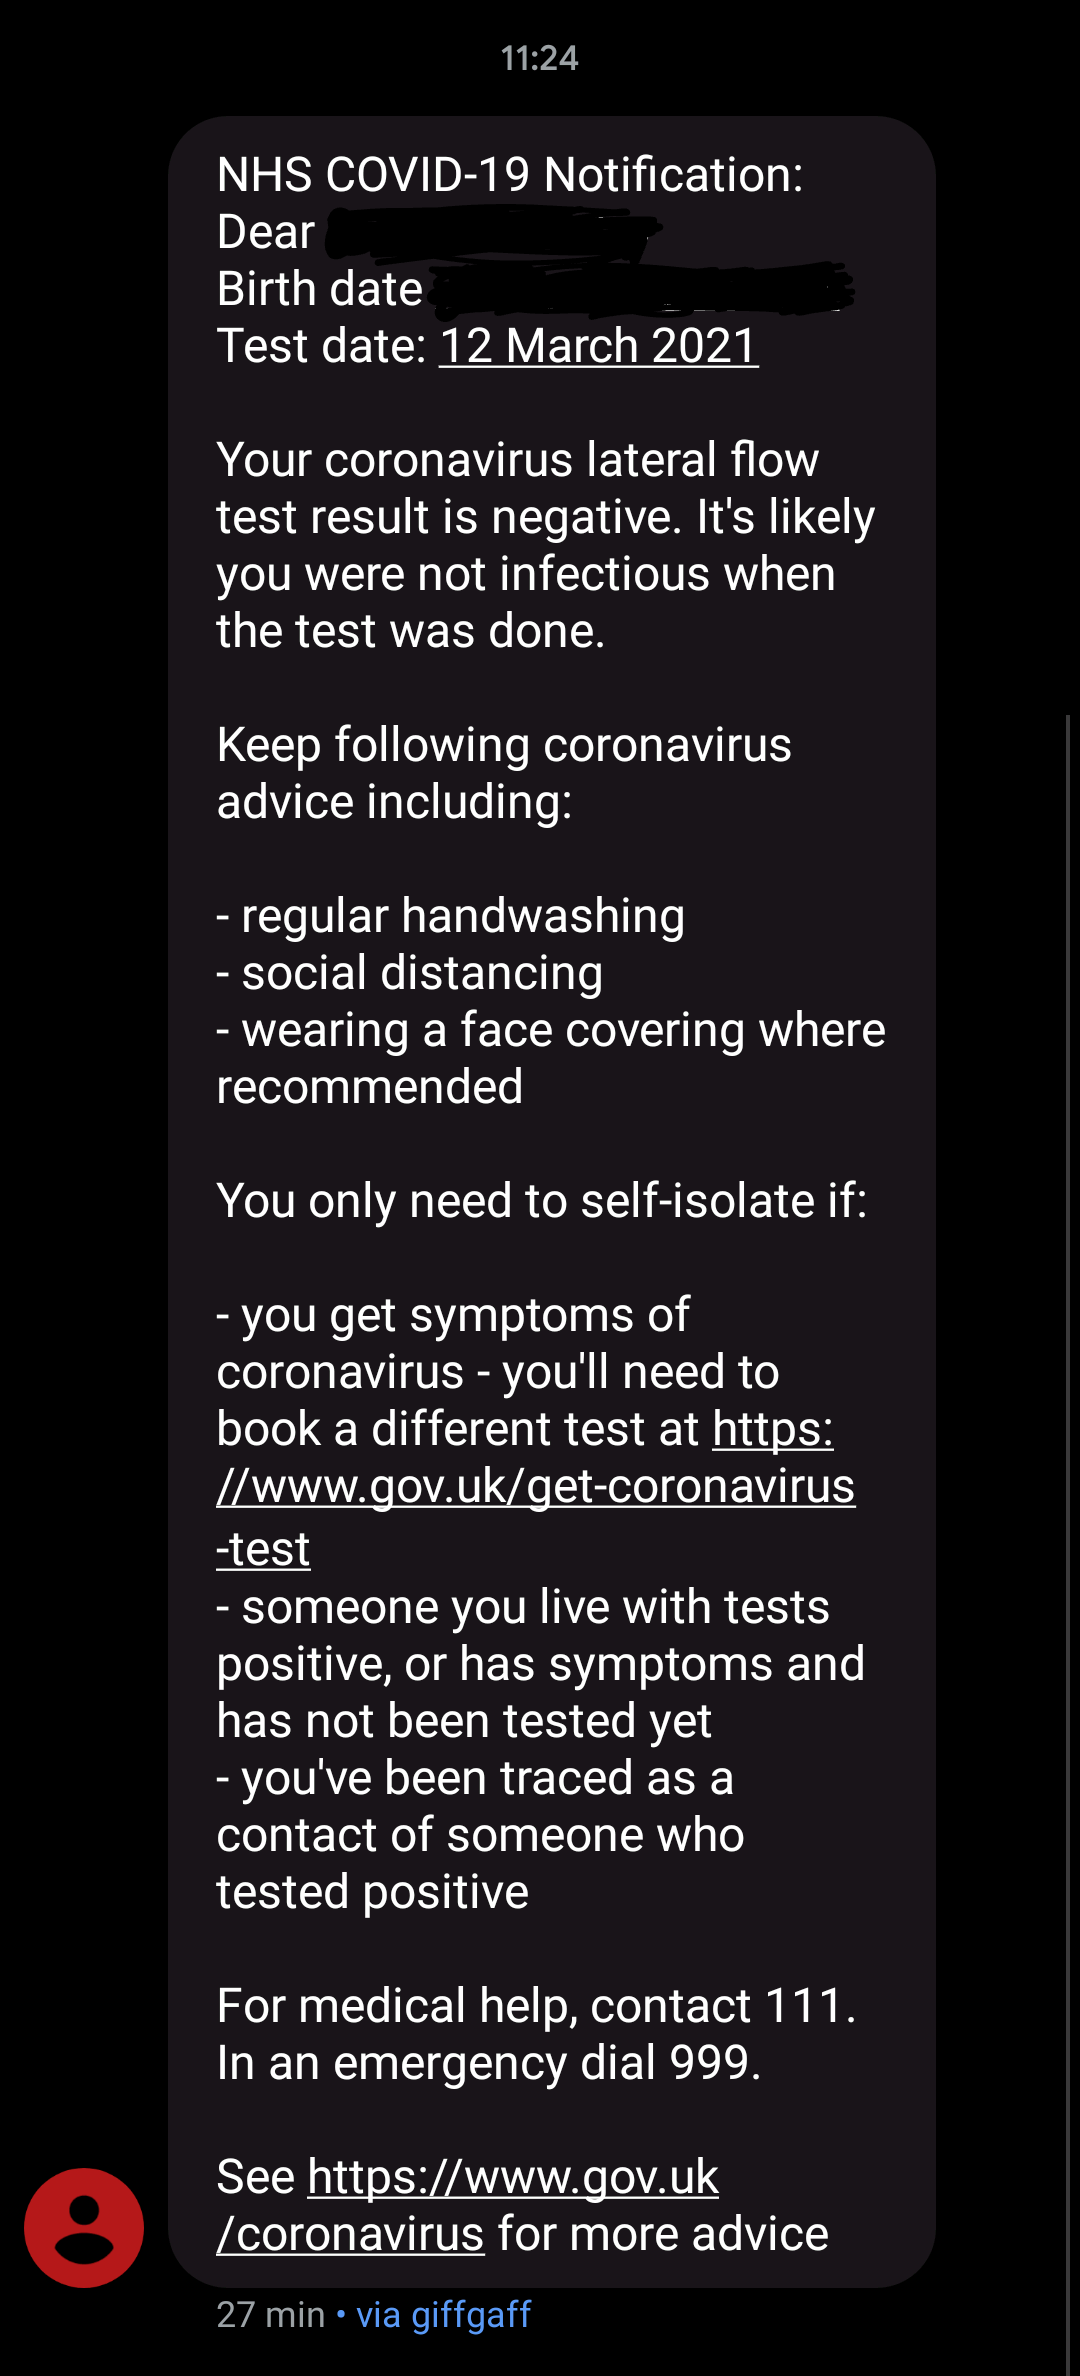 11:24
NHS COVID-19 Notification:
Dear
Birth date
Test date: 12 March 2021
Your coronavirus lateral flow
test result is negative. It's likely
you were not infectious when
the test was done.
Keep following coronavirus
advice including:
- regular handwashing
- social distancing
- wearing a face covering where
recommended
You only need to self-isolate if:
- you get symptoms of
coronavirus - you'll need to
book a different test at https:
//www.gov.uk/get-coronavirus
-test
- someone you live with tests
positive, or has symptoms and
has not been tested yet
- you've been traced as a
contact of someone who
tested positive
For medical help, contact 111.
In an emergency dial 999.
See https://www.gov.uk
/coronavirus for more advice
27 min • via giffgaff